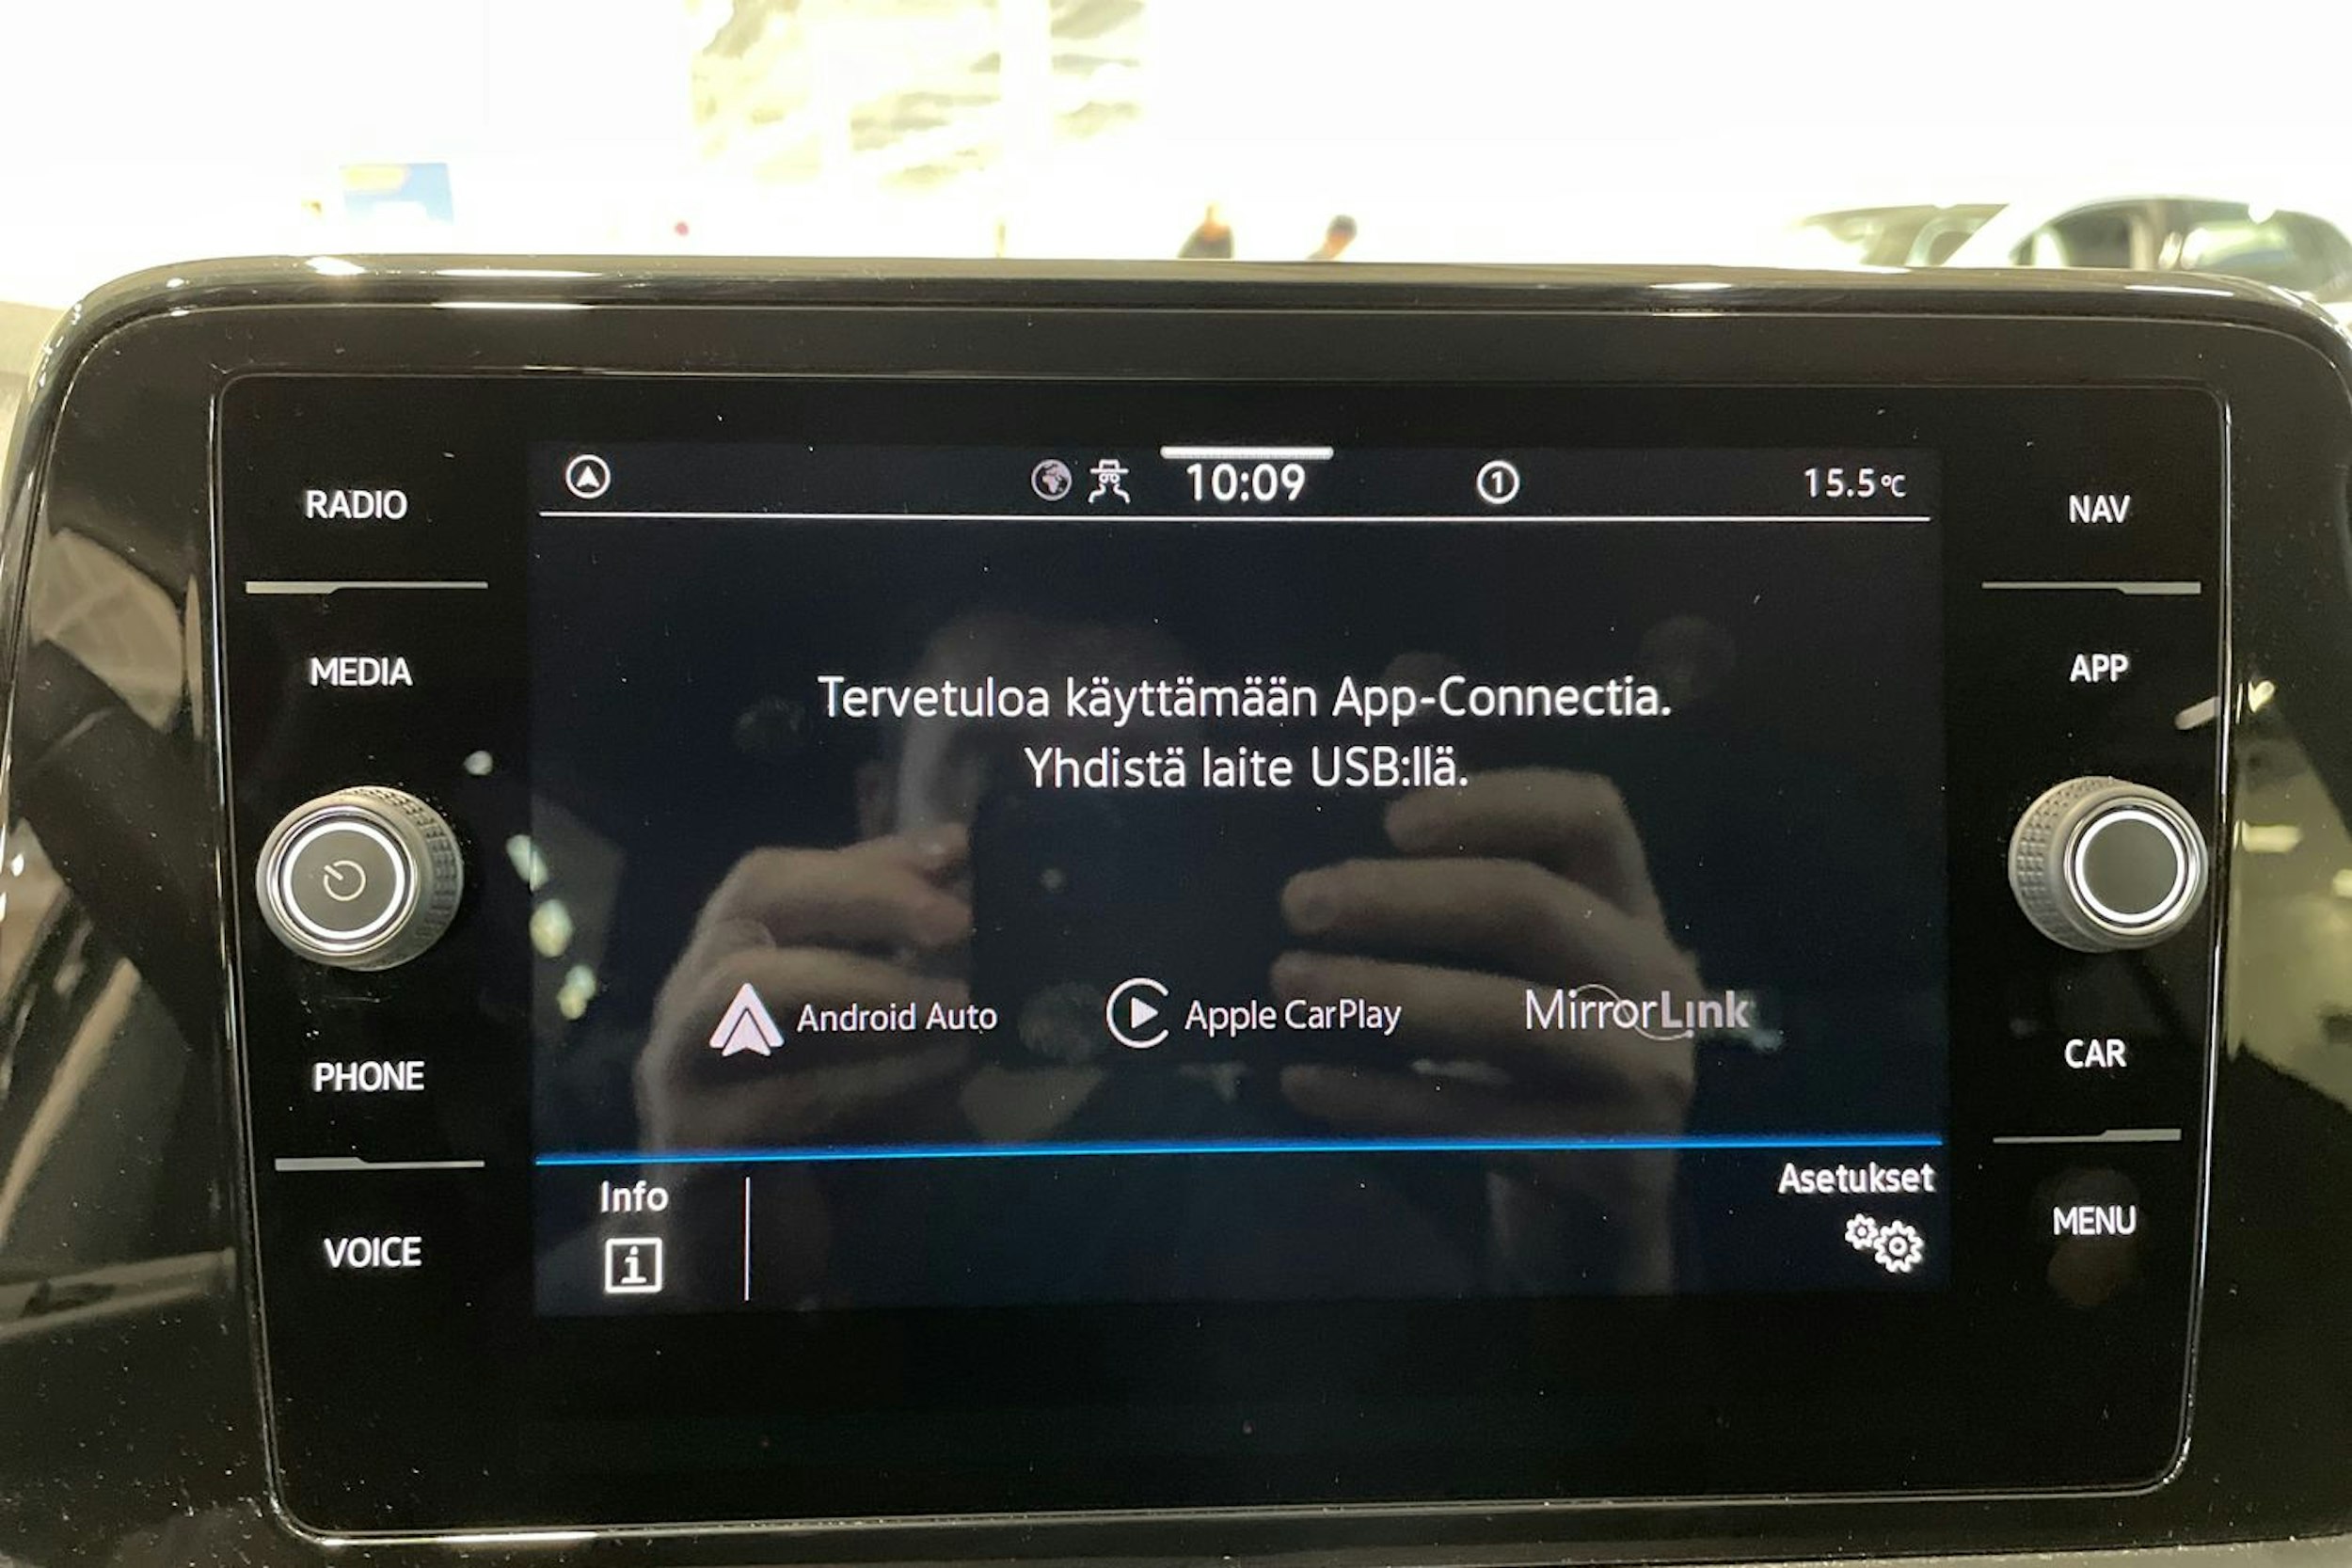 10:09
1
15.5°C
RADIO
MEDIA
PHONE
VOICE
Tervetuloa käyttämään App-Connectia.
Yhdistä laite USB:llä.
Android Auto
Apple CarPlay
MirrorLink
Info
i
Asetukset
NAV
APP
CAR
MENU